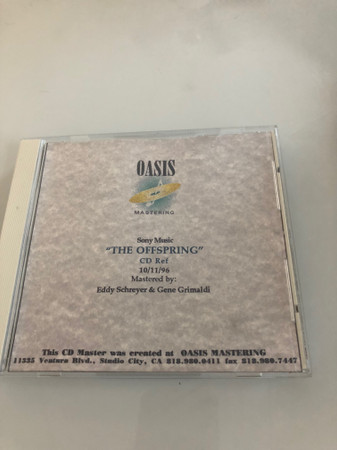 OASIS
MASTERING
Sony Music
"THE OFFSPRING"
CD Ref
10/11/96
Mastered by:
Eddy Schreyer & Gene Grimaldi
This CD Master was created at OASIS MASTERING
11335 Ventura Blvd., Studio City, CA 818.980.0411 fax 818.980.7447